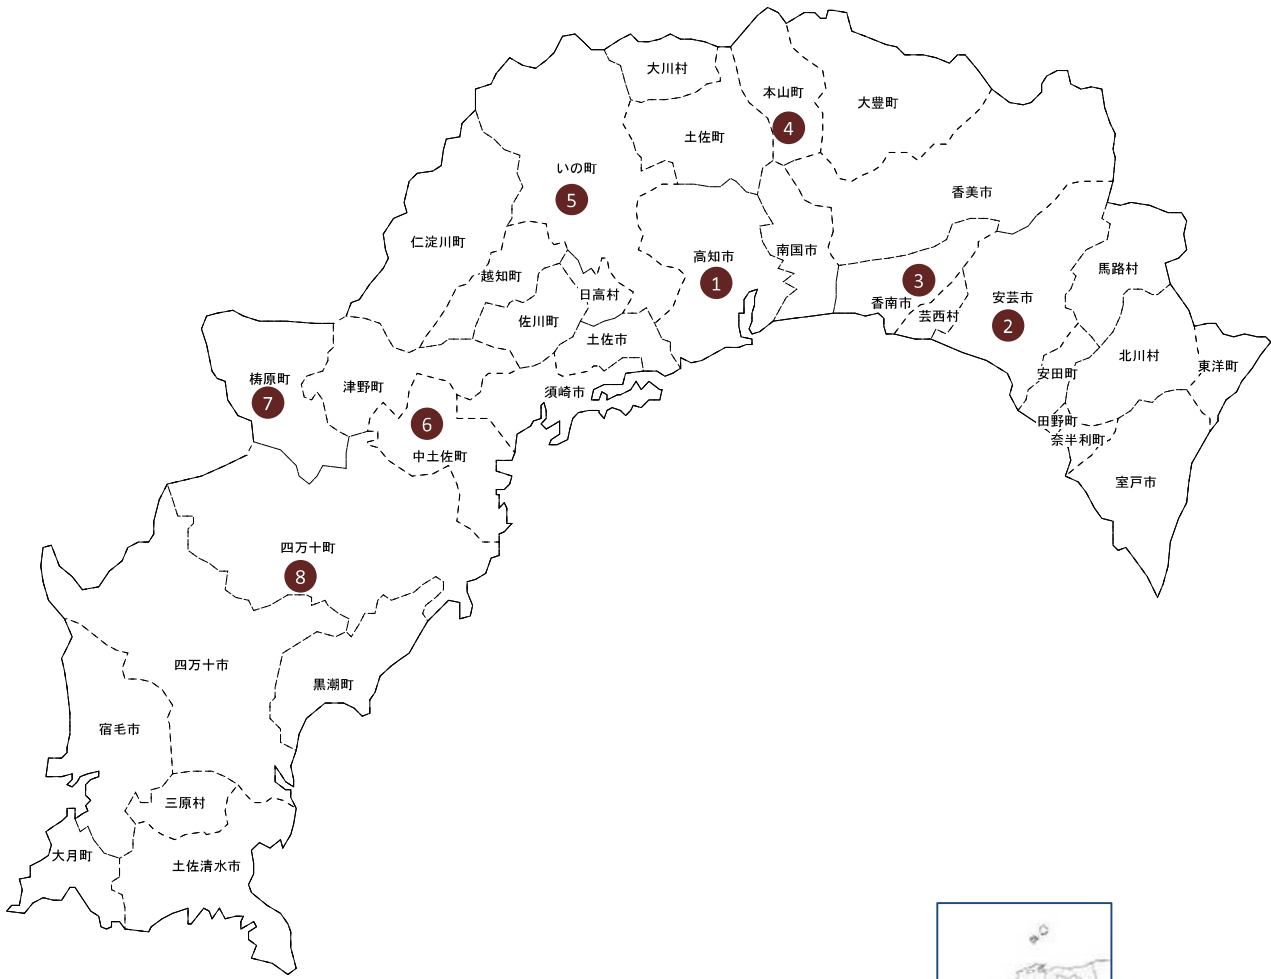 大川村
本山町
4
大豊町
土佐町
いの町
5
香美市
仁淀川町
高知市
1
南国市
越知町
馬路村
3
香南市
日高村
安芸市
2
芸西村
佐川町
土佐市
北川村
東洋町
安田町
梼原町
7
津野町
須崎市
6
中土佐町
田野町
奈半利町
室戸市
四万十町
8
四万十市
黒潮町
宿毛市
三原村
大月町
土佐清水市